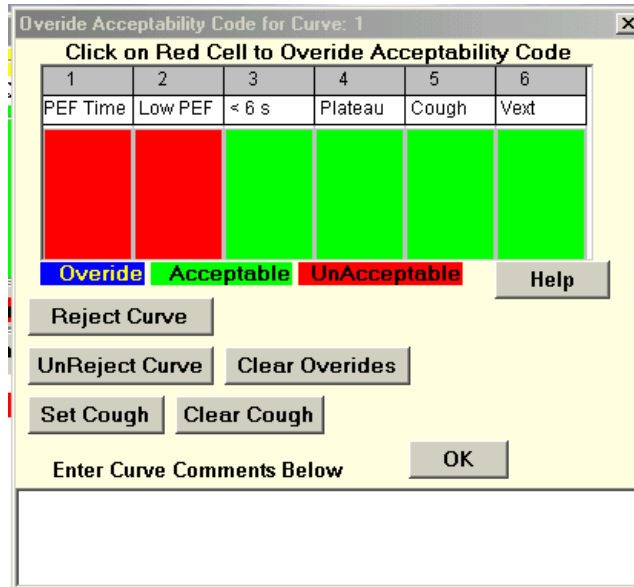 Overide Acceptability Code for Curve: 1
Click on Red Cell to Overide Acceptability Code
1 2 3 4 5 6
PEF Time Low PEF < 6 s Plateau Cough Vext
Overide Acceptable UnAcceptable
Help
Reject Curve
UnReject Curve Clear Overides
Set Cough Clear Cough
OK
Enter Curve Comments Below